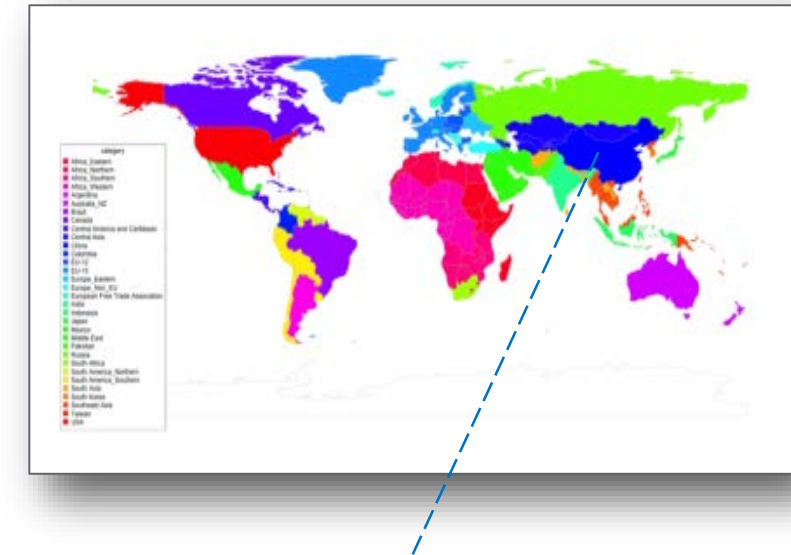 category
Africa_Eastern
Africa_Northern
Africa_Southern
Africa_Western
Argentina
Australia_NZ
Brazil
Canada
Central America and Caribbean
Central Asia
China
Colombia
EU-12
EU-15
Europe_Eastern
Europe_Non_EU
European Free Trade Association
India
Indonesia
Japan
Mexico
Middle East
Pakistan
Russia
South Africa
South America_Northern
South America_Southern
South Asia
South Korea
Southeast Asia
Taiwan
USA